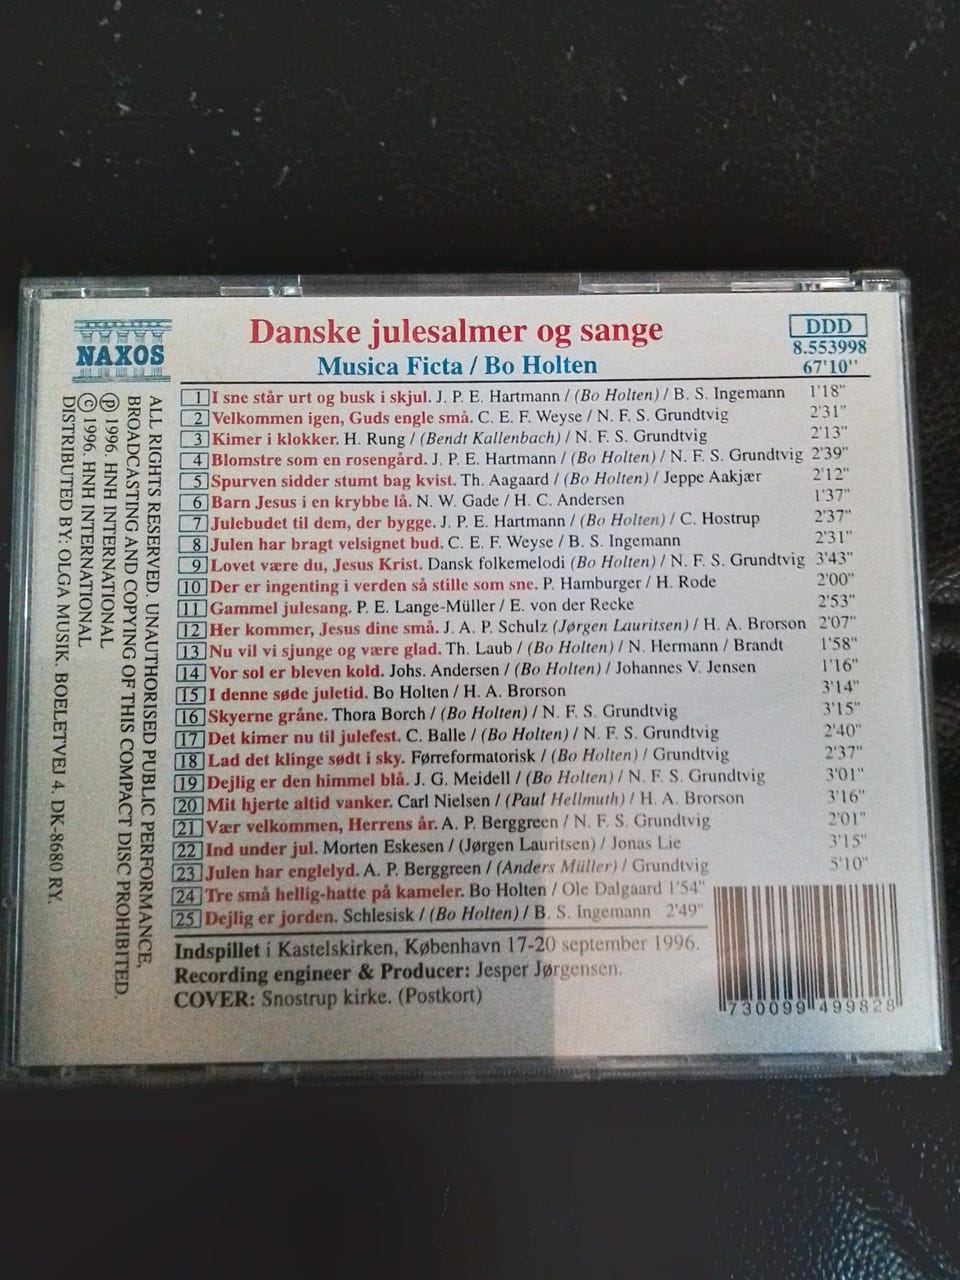 NAXOS
Danske julesalmer og sange
Musica Ficta / Bo Holten
DDD
8.553998
67'10''
1 I sne står urt og busk i skjul. J. P. E. Hartmann / (Bo Holten) / B. S. Ingemann 1'18"
2 Velkommen igen, Guds engle små. C. E. F. Weyse / N. F. S. Grundtvig 2'31"
3 Kimer i klokker. H. Rung / (Bendt Kallenbach) / N. F. S. Grundtvig 2'13"
4 Blomstre som en rosengård. J. P. E. Hartmann / (Bo Holten) / N. F. S. Grundtvig 2'39"
5 Spurven sidder stumt bag kvist. Th. Aagaard / (Bo Holten) / Jeppe Aakjær 2'12"
6 Barn Jesus i en krybbe lå. N. W. Gade / H. C. Andersen 1'37"
7 Julebudet til dem, der bygge. J. P. E. Hartmann / (Bo Holten) / C. Hostrup 2'37"
8 Julen har bragt velsignet bud. C. E. F. Weyse / B. S. Ingemann 2'31"
9 Lovet være du, Jesus Krist. Dansk folkemelodi (Bo Holten) / N. F. S. Grundtvig 3'43"
10 Der er ingenting i verden så stille som sne. P. Hamburger / H. Rode 2'00"
11 Gammel julesang. P. E. Lange-Müller / E. von der Recke 2'53"
12 Her kommer, Jesus dine små. J. A. P. Schulz (Jørgen Lauritsen) / H. A. Brorson 2'07"
13 Nu vil vi sjunge og være glad. Th. Laub / (Bo Holten) / N. Hermann / Brandt 1'58"
14 Vor sol er bleven kold. Johs. Andersen / (Bo Holten) / Johannes V. Jensen 1'16"
15 I denne søde juletid. Bo Holten / H. A. Brorson 3'14"
16 Skyerne gråne. Thora Borch / (Bo Holten) / N. F. S. Grundtvig 3'15"
17 Det kimer nu til julefest. C. Balle / (Bo Holten) / N. F. S. Grundtvig 2'40"
18 Lad det klinge sødt i sky. Førreformatorisk / (Bo Holten) / Grundtvig 2'37"
19 Dejlig er den himmel blå. J. G. Meidell / (Bo Holten) / N. F. S. Grundtvig 3'01"
20 Mit hjerte altid vanker. Carl Nielsen / (Paul Hellmuth) / H. A. Brorson 3'16"
21 Vær velkommen, Herrens år. A. P. Berggreen / N. F. S. Grundtvig 2'01"
22 Ind under jul. Morten Eskesen / (Jørgen Lauritsen) / Jonas Lie 3'15"
23 Julen har englelyd. A. P. Berggreen / (Anders Müller) / Grundtvig 5'10"
24 Tre små hellig-hatte på kameler. Bo Holten / Ole Dalgaard 1'54"
25 Dejlig er jorden. Schlesisk / (Bo Holten) / B. S. Ingemann 2'49"
Indspillet i Kastelskirken, København 17-20 september 1996.
Recording engineer & Producer: Jesper Jørgensen.
COVER: Snostrup kirke. (Postkort)
7 30099 49982 8
ALL RIGHTS RESERVED. UNAUTHORISED PUBLIC PERFORMANCE,
BROADCASTING AND COPYING OF THIS COMPACT DISC PROHIBITED.
Ⓟ 1996. HNH INTERNATIONAL
© 1996. HNH INTERNATIONAL
DISTRIBUTED BY: OLGA MUSIK. BOELETVEJ 4. DK-8680 RY.